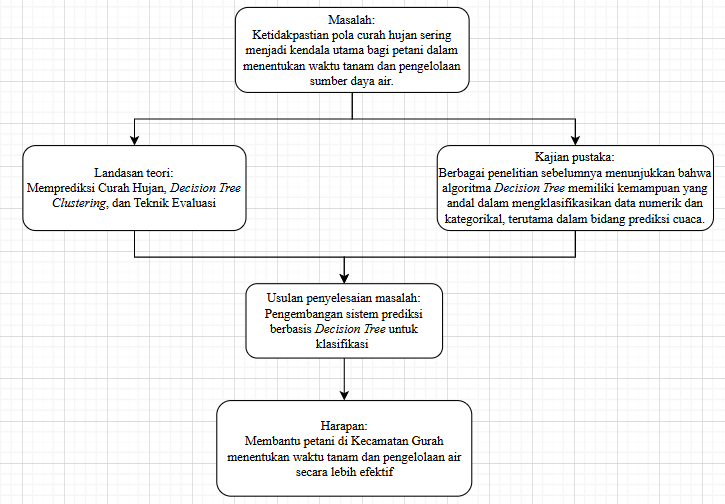 Masalah:
Ketidakpastian pola curah hujan sering
menjadi kendala utama bagi petani dalam
menentukan waktu tanam dan pengelolaan
sumber daya air.
Landasan teori:
Memprediksi Curah Hujan, Decision Tree
Clustering, dan Teknik Evaluasi
Kajian pustaka:
Berbagai penelitian sebelumnya menunjukkan bahwa
algoritma Decision Tree memiliki kemampuan yang
andal dalam mengklasifikasikan data numerik dan
kategorikal, terutama dalam bidang prediksi cuaca.
Usulan penyelesaian masalah:
Pengembangan sistem prediksi
berbasis Decision Tree untuk
klasifikasi
Harapan:
Membantu petani di Kecamatan Gurah
menentukan waktu tanam dan pengelolaan air
secara lebih efektif